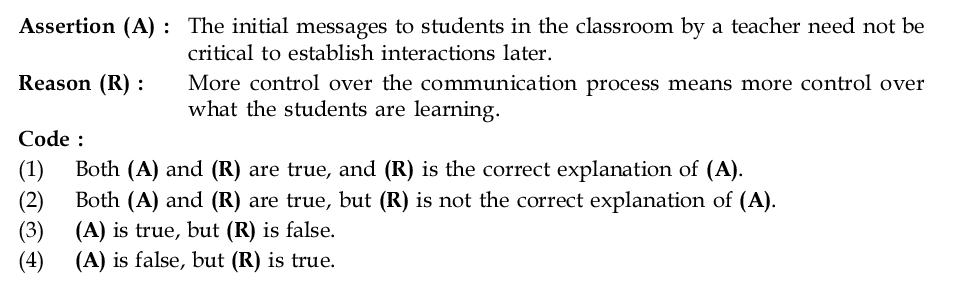 Assertion (A) : The initial messages to students in the classroom by a teacher need not be
critical to establish interactions later.
Reason (R) : More control over the communication process means more control over
what the students are learning.
Code :
(1) Both (A) and (R) are true, and (R) is the correct explanation of (A).
(2) Both (A) and (R) are true, but (R) is not the correct explanation of (A).
(3) (A) is true, but (R) is false.
(4) (A) is false, but (R) is true.